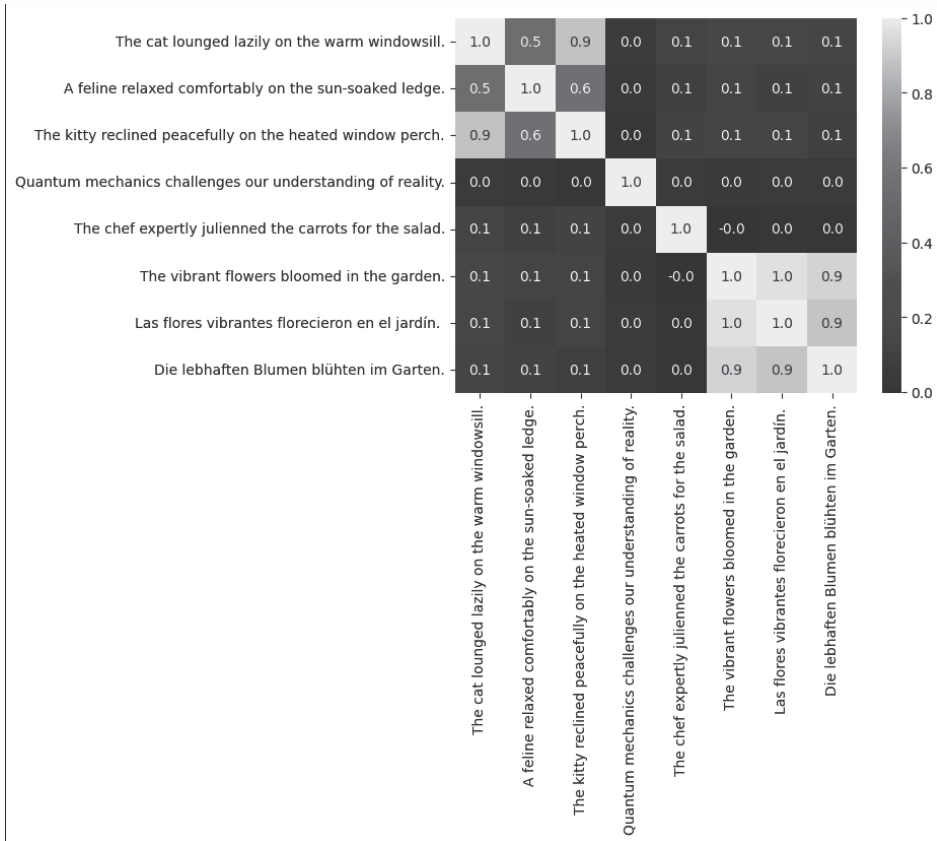 The cat lounged lazily on the warm windowsill. 1.0 0.5 0.9 0.0 0.1 0.1 0.1 0.1
A feline relaxed comfortably on the sun-soaked ledge. 0.5 1.0 0.6 0.0 0.1 0.1 0.1 0.1
The kitty reclined peacefully on the heated window perch. 0.9 0.6 1.0 0.0 0.1 0.1 0.1 0.1
Quantum mechanics challenges our understanding of reality. 0.0 0.0 0.0 1.0 0.0 0.0 0.0 0.0
The chef expertly julienned the carrots for the salad. 0.1 0.1 0.1 0.0 1.0 -0.0 0.0 0.0
The vibrant flowers bloomed in the garden. 0.1 0.1 0.1 0.0 -0.0 1.0 1.0 0.9
Las flores vibrantes florecieron en el jardín. 0.1 0.1 0.1 0.0 0.0 1.0 1.0 0.9
Die lebhaften Blumen blühten im Garten. 0.1 0.1 0.1 0.0 0.0 0.9 0.9 1.0
The cat lounged lazily on the warm windowsill.
A feline relaxed comfortably on the sun-soaked ledge.
The kitty reclined peacefully on the heated window perch.
Quantum mechanics challenges our understanding of reality.
The chef expertly julienned the carrots for the salad.
The vibrant flowers bloomed in the garden.
Las flores vibrantes florecieron en el jardín.
Die lebhaften Blumen blühten im Garten.
1.0
0.8
0.6
0.4
0.2
0.0